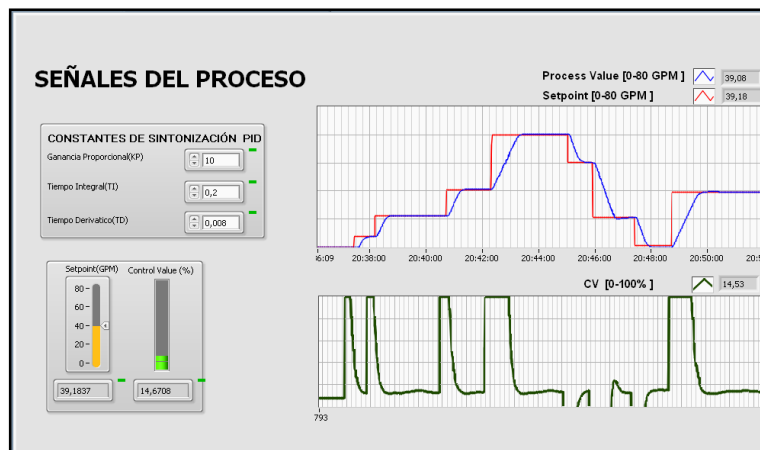 SEÑALES DEL PROCESO
Process Value [0-80 GPM ] 39,08
Setpoint [0-80 GPM ] 39,18
CONSTANTES DE SINTONIZACIÓN PID
Ganancia Proporcional(KP) 10
Tiempo Integral(TI) 0,2
Tiempo Derivatico(TD) 0,008
6:09 20:38:00 20:40:00 20:42:00 20:44:00 20:46:00 20:48:00 20:50:00 20:5
Setpoint(GPM) Control Value (%)
80
60
40
20
0
39,1837 14,6708
CV [0-100% ] 14,53
793